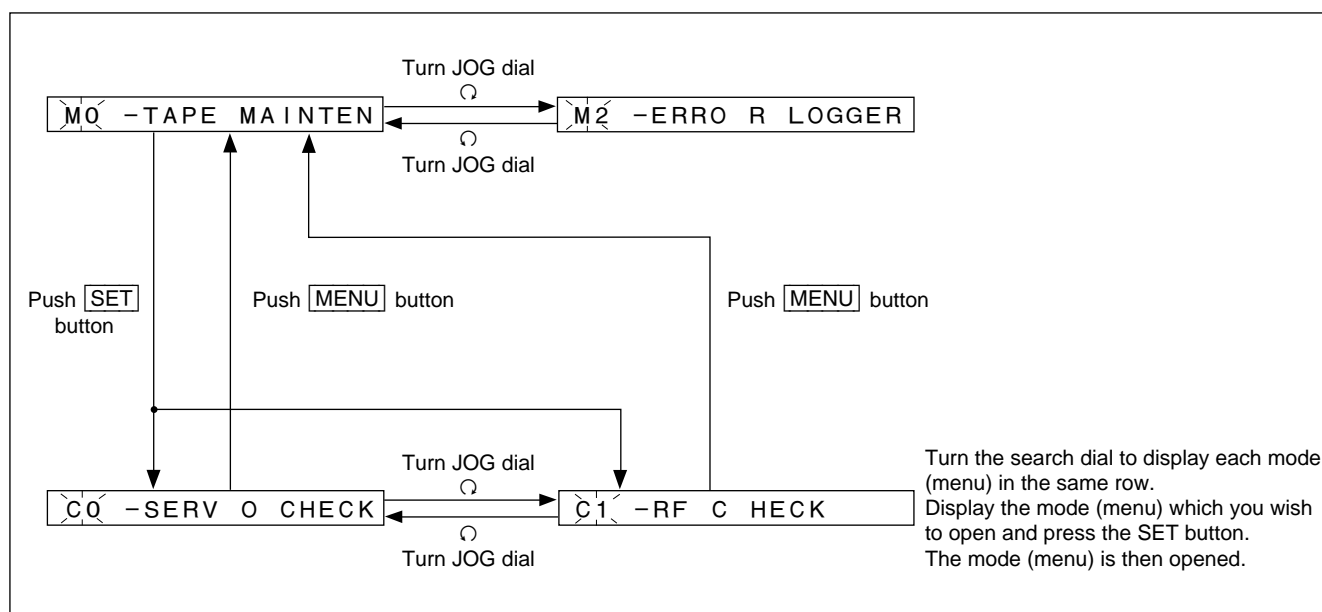 Turn JOG dial
M0 -TAPE MAINTEN
M2 -ERRO R LOGGER
Turn JOG dial
Push SET
button
Push MENU button
Push MENU button
Turn JOG dial
C0 -SERV O CHECK
C1 -RF C HECK
Turn JOG dial
Turn the search dial to display each mode
(menu) in the same row.
Display the mode (menu) which you wish
to open and press the SET button.
The mode (menu) is then opened.